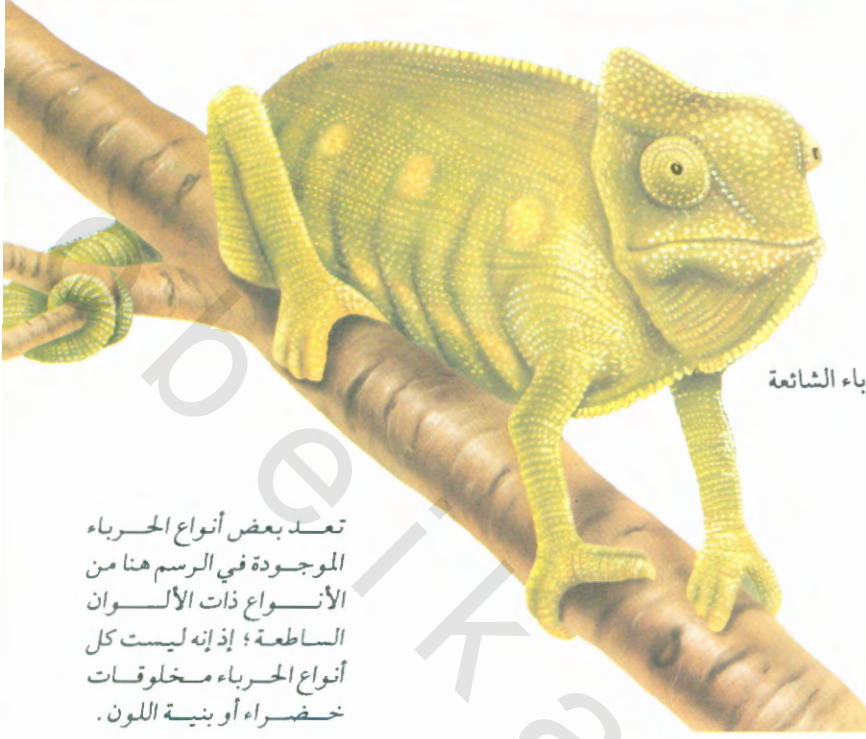 باء الشائعة
تعد بعض أنواع الحرباء
الموجودة في الرسم هنا من
الأنواع ذات الألوان
الساطعة؛ إذ إنه ليست كل
أنواع الحرباء مخلوقات
خضراء أو بنية اللون.
beika